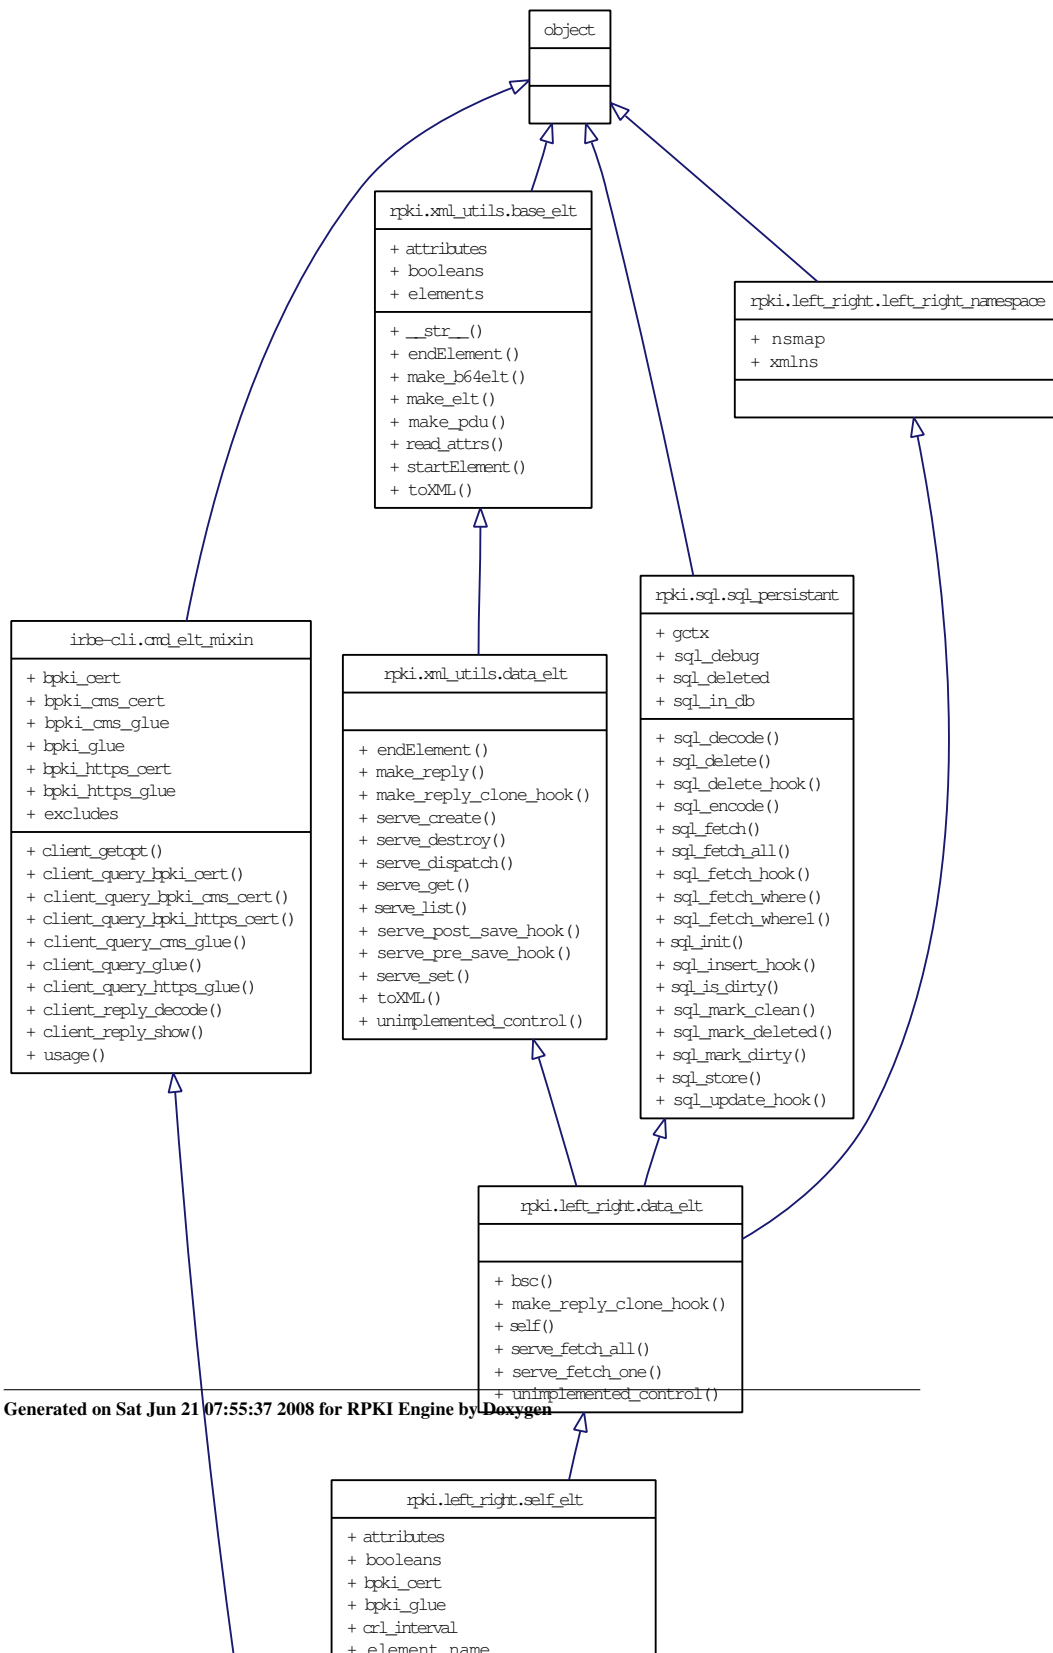 object
rpki.xml_utils.base_elt
+ attributes
+ booleans
+ elements
+ __str__()
+ endElement()
+ make_b64elt()
+ make_elt()
+ make_pdu()
+ read_attrs()
+ startElement()
+ toXML()
rpki.left_right.left_right_namespace
+ nsmap
+ xmlns
rpki.sql.sql_persistant
+ gctx
+ sql_debug
+ sql_deleted
+ sql_in_db
+ sql_decode()
+ sql_delete()
+ sql_delete_hook()
+ sql_encode()
+ sql_fetch()
+ sql_fetch_all()
+ sql_fetch_hook()
+ sql_fetch_where()
+ sql_fetch_where1()
+ sql_init()
+ sql_insert_hook()
+ sql_is_dirty()
+ sql_mark_clean()
+ sql_mark_deleted()
+ sql_mark_dirty()
+ sql_store()
+ sql_update_hook()
irbe-cli.cmd_elt_mixin
+ bpki_cert
+ bpki_cms_cert
+ bpki_cms_glue
+ bpki_glue
+ bpki_https_cert
+ bpki_https_glue
+ excludes
+ client_getopt()
+ client_query_bpki_cert()
+ client_query_bpki_cms_cert()
+ client_query_bpki_https_cert()
+ client_query_cms_glue()
+ client_query_glue()
+ client_query_https_glue()
+ client_reply_decode()
+ client_reply_show()
+ usage()
rpki.xml_utils.data_elt
+ endElement()
+ make_reply()
+ make_reply_clone_hook()
+ serve_create()
+ serve_destroy()
+ serve_dispatch()
+ serve_get()
+ serve_list()
+ serve_post_save_hook()
+ serve_pre_save_hook()
+ serve_set()
+ toXML()
+ unimplemented_control()
rpki.left_right.data_elt
+ bsc()
+ make_reply_clone_hook()
+ self()
+ serve_fetch_all()
+ serve_fetch_one()
+ unimplemented_control()
Generated on Sat Jun 21 07:55:37 2008 for RPKI Engine by Doxygen
rpki.left_right.self_elt
+ attributes
+ booleans
+ bpki_cert
+ bpki_glue
+ crl_interval
+ element_name